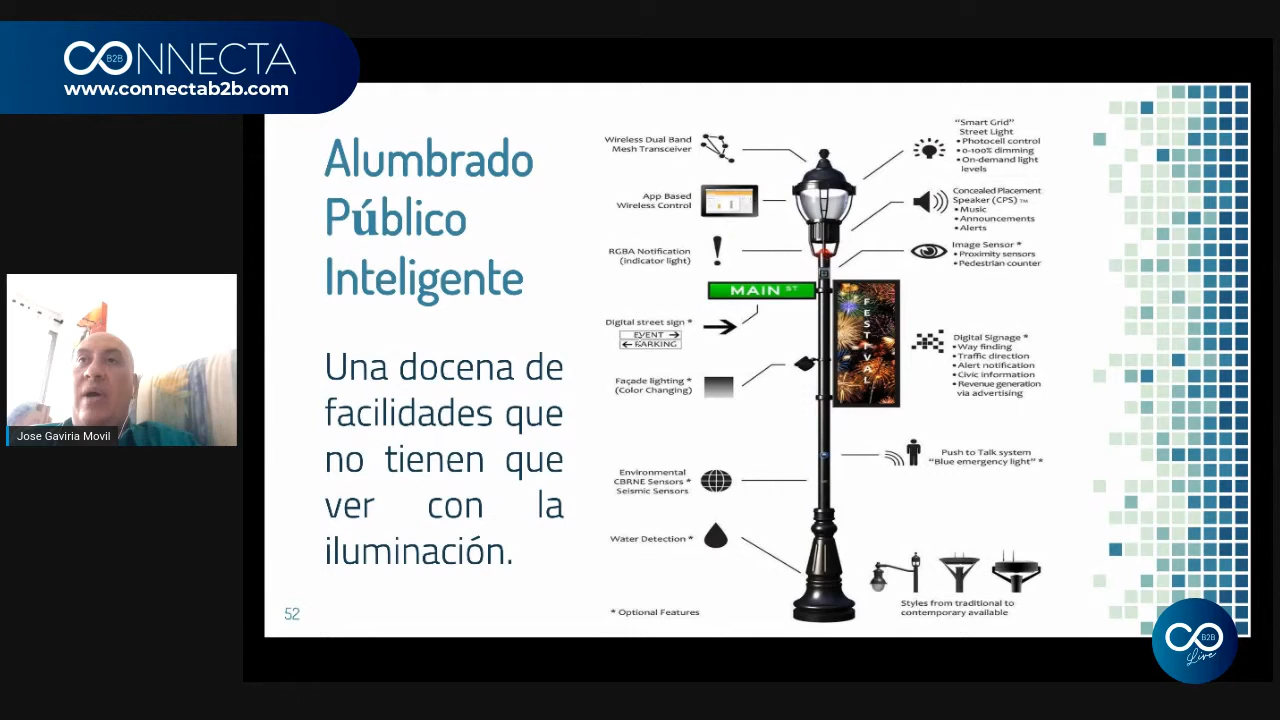 CONNECTA
B2B
www.connectab2b.com
Alumbrado
Público
Inteligente
Una docena de
facilidades que
no tienen que
ver con la
iluminación.
52
Jose Gaviria Movil
Wireless Dual Band
Mesh Transceiver
App Based
Wireless Control
RGBA Notification
(indicator light)
MAIN ST
Digital street sign *
EVENT →
← PARKING
Façade lighting *
(Color Changing)
Environmental
CBRNE Sensors *
Seismic Sensors
Water Detection *
* Optional Features
FESTIVAL
"Smart Grid"
Street Light
• Photocell control
• 0-100% dimming
• On-demand light
levels
Concealed Placement
Speaker (CPS) ™
• Music
• Announcements
• Alerts
Image Sensor *
• Proximity sensors
• Pedestrian counter
Digital Signage *
• Way finding
• Traffic direction
• Alert notification
• Civic information
• Revenue generation
via advertising
Push to Talk system
"Blue emergency light" *
Styles from traditional to
contemporary available
B2B
Live